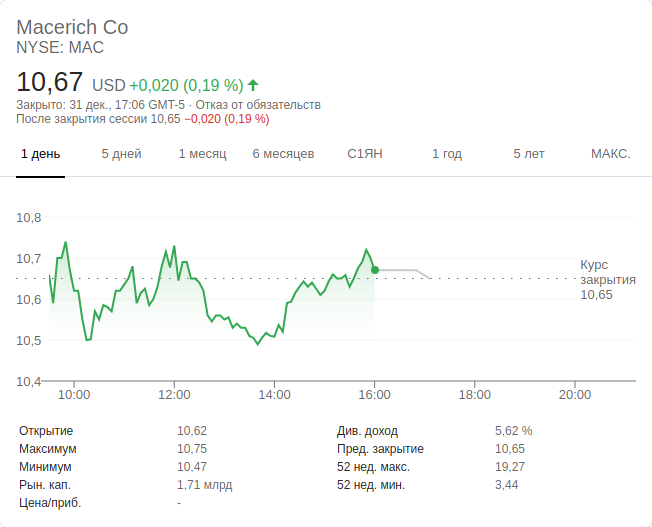 Macerich Co
NYSE: MAC
10,67 USD +0,020 (0,19 %)
Закрыто: 31 дек., 17:06 GMT-5 · Отказ от обязательств
После закрытия сессии 10,65 −0,020 (0,19 %)
1 день 5 дней 1 месяц 6 месяцев С1ЯН 1 год 5 лет МАКС.
10,8
10,7
10,6
10,5
10,4
Курс
закрытия
10,65
10:00 12:00 14:00 16:00 18:00 20:00
Открытие 10,62 Див. доход 5,62 %
Максимум 10,75 Пред. закрытие 10,65
Минимум 10,47 52 нед. макс. 19,27
Рын. кап. 1,71 млрд 52 нед. мин. 3,44
Цена/приб. -